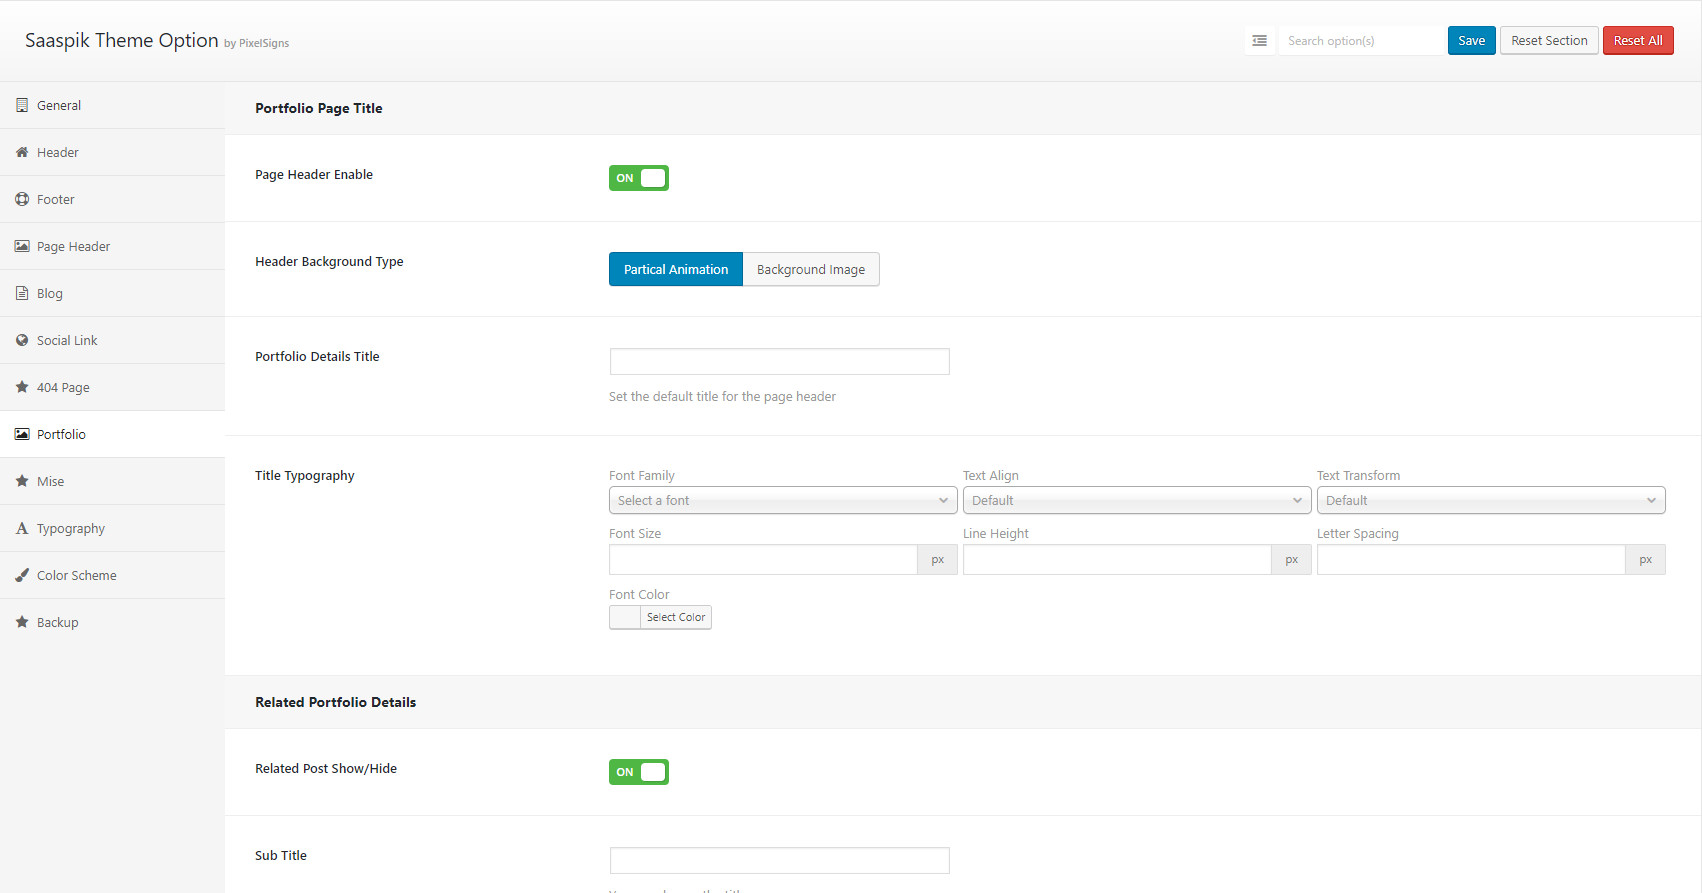 Saaspik Theme Option by PixelSigns
Search option(s)
Save
Reset Section
Reset All
General
Header
Footer
Page Header
Blog
Social Link
404 Page
Portfolio
Mise
Typography
Color Scheme
Backup
Portfolio Page Title
Page Header Enable
ON
Header Background Type
Partical Animation
Background Image
Portfolio Details Title
Set the default title for the page header
Title Typography
Font Family
Text Align
Text Transform
Select a font
Default
Default
Font Size
Line Height
Letter Spacing
px
px
px
Font Color
Select Color
Related Portfolio Details
Related Post Show/Hide
ON
Sub Title